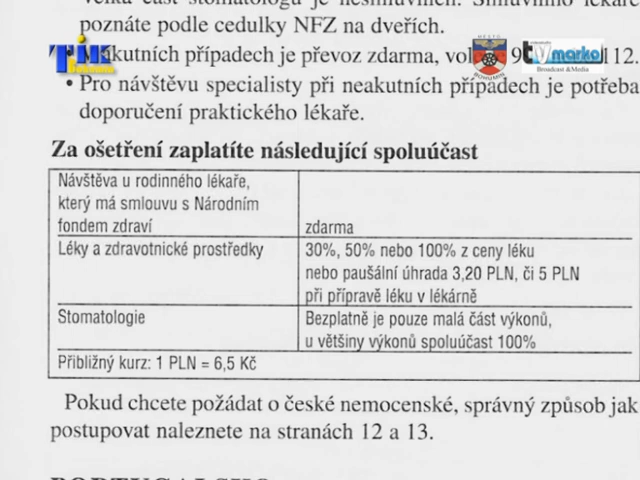 poznáte podle cedulky NFZ na dveřích.
akutních případech je převoz zdarma, 112.
• Pro návštěvu specialisty při neakutních případech je potřeba
doporučení praktického lékaře.
Za ošetření zaplatíte následující spoluúčast
Návštěva u rodinného lékaře,
který má smlouvu s Národním
fondem zdraví
zdarma
Léky a zdravotnické prostředky
30%, 50% nebo 100% z ceny léku
nebo paušální úhrada 3,20 PLN, či 5 PLN
při přípravě léku v lékárně
Stomatologie
Bezplatně je pouze malá část výkonů,
u většiny výkonů spoluúčast 100%
Přibližný kurz: 1 PLN = 6,5 Kč
Pokud chcete požádat o české nemocenské, správný způsob jak
postupovat naleznete na stranách 12 a 13.
TIK
tvmarko
Broadcast &Media